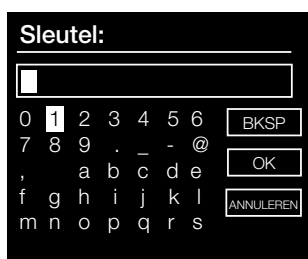 Sleutel:
0 1 2 3 4 5 6 BKSP
7 8 9 . _ - @
, a b c d e OK
f g h i j k l ANNULEREN
m n o p q r s